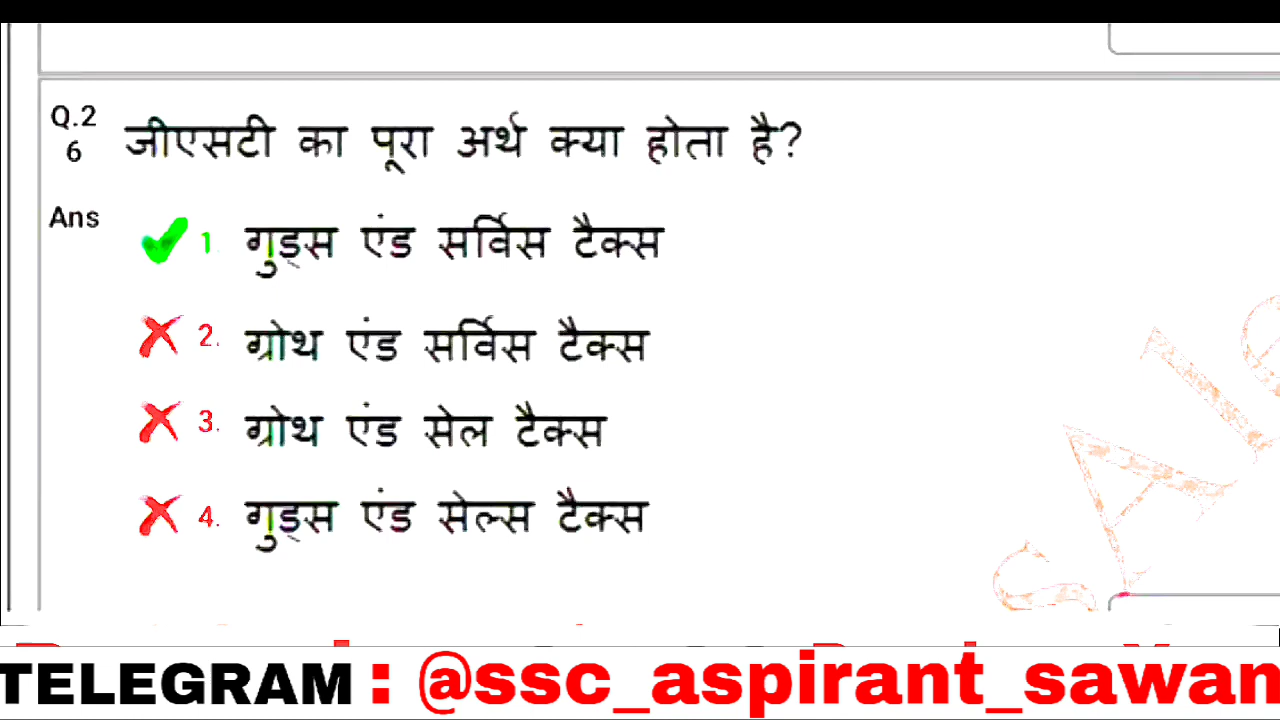 Q.2
6
जीएसटी का पूरा अर्थ क्या होता है?
Ans
1 गुड्स एंड सर्विस टैक्स
2. ग्रोथ एंड सर्विस टैक्स
3. ग्रोथ एंड सेल टैक्स
4. गुड्स एंड सेल्स टैक्स
TELEGRAM : @ssc_aspirant_sawan